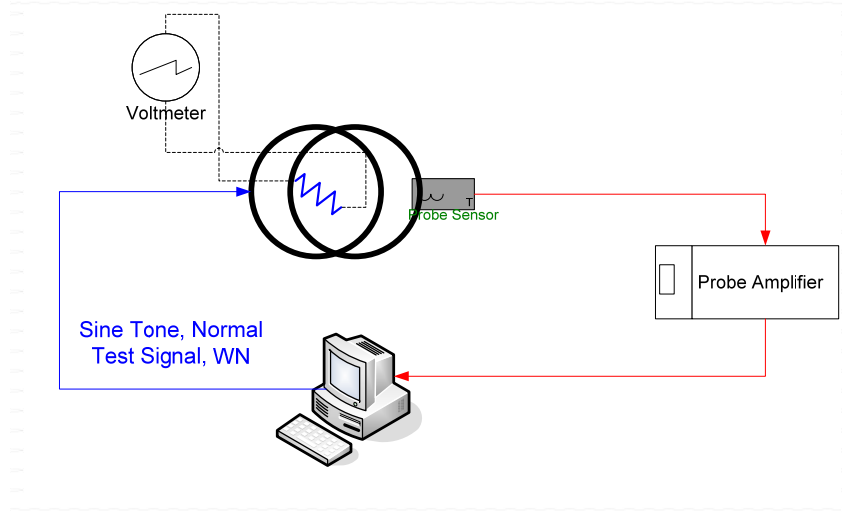 Voltmeter
T
Probe Sensor
Probe Amplifier
Sine Tone, Normal
Test Signal, WN